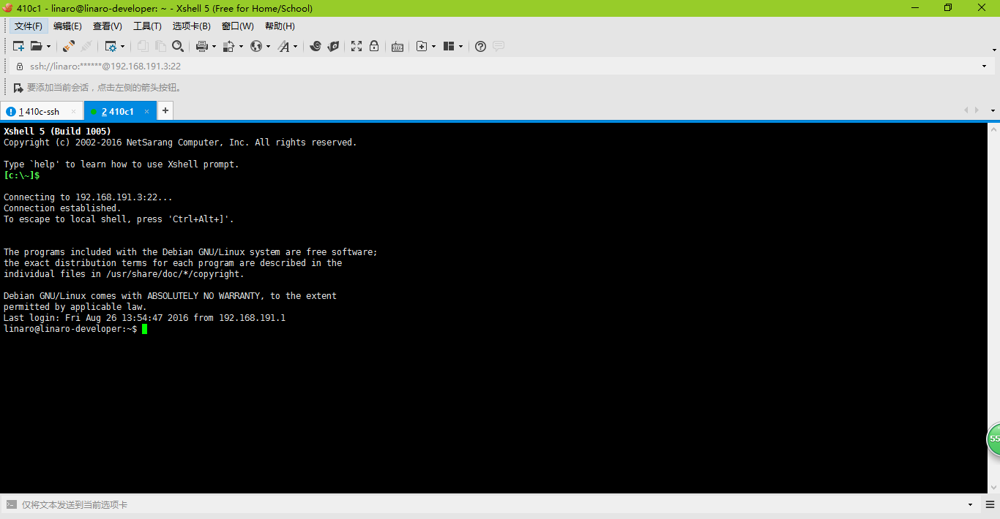 410c1 - linaro@linaro-developer: ~ - Xshell 5 (Free for Home/School)
文件(F) 编辑(E) 查看(V) 工具(T) 选项卡(B) 窗口(W) 帮助(H)
ssh://linaro:******@192.168.191.3:22
要添加当前会话，点击左侧的箭头按钮。
1 410c-ssh × 2 410c1 × +
Xshell 5 (Build 1005)
Copyright (c) 2002-2016 NetSarang Computer, Inc. All rights reserved.
Type `help' to learn how to use Xshell prompt.
[c:\~]$
Connecting to 192.168.191.3:22...
Connection established.
To escape to local shell, press 'Ctrl+Alt+]'.
The programs included with the Debian GNU/Linux system are free software;
the exact distribution terms for each program are described in the
individual files in /usr/share/doc/*/copyright.
Debian GNU/Linux comes with ABSOLUTELY NO WARRANTY, to the extent
permitted by applicable law.
Last login: Fri Aug 26 13:54:47 2016 from 192.168.191.1
linaro@linaro-developer:~$
55
仅将文本发送到当前选项卡